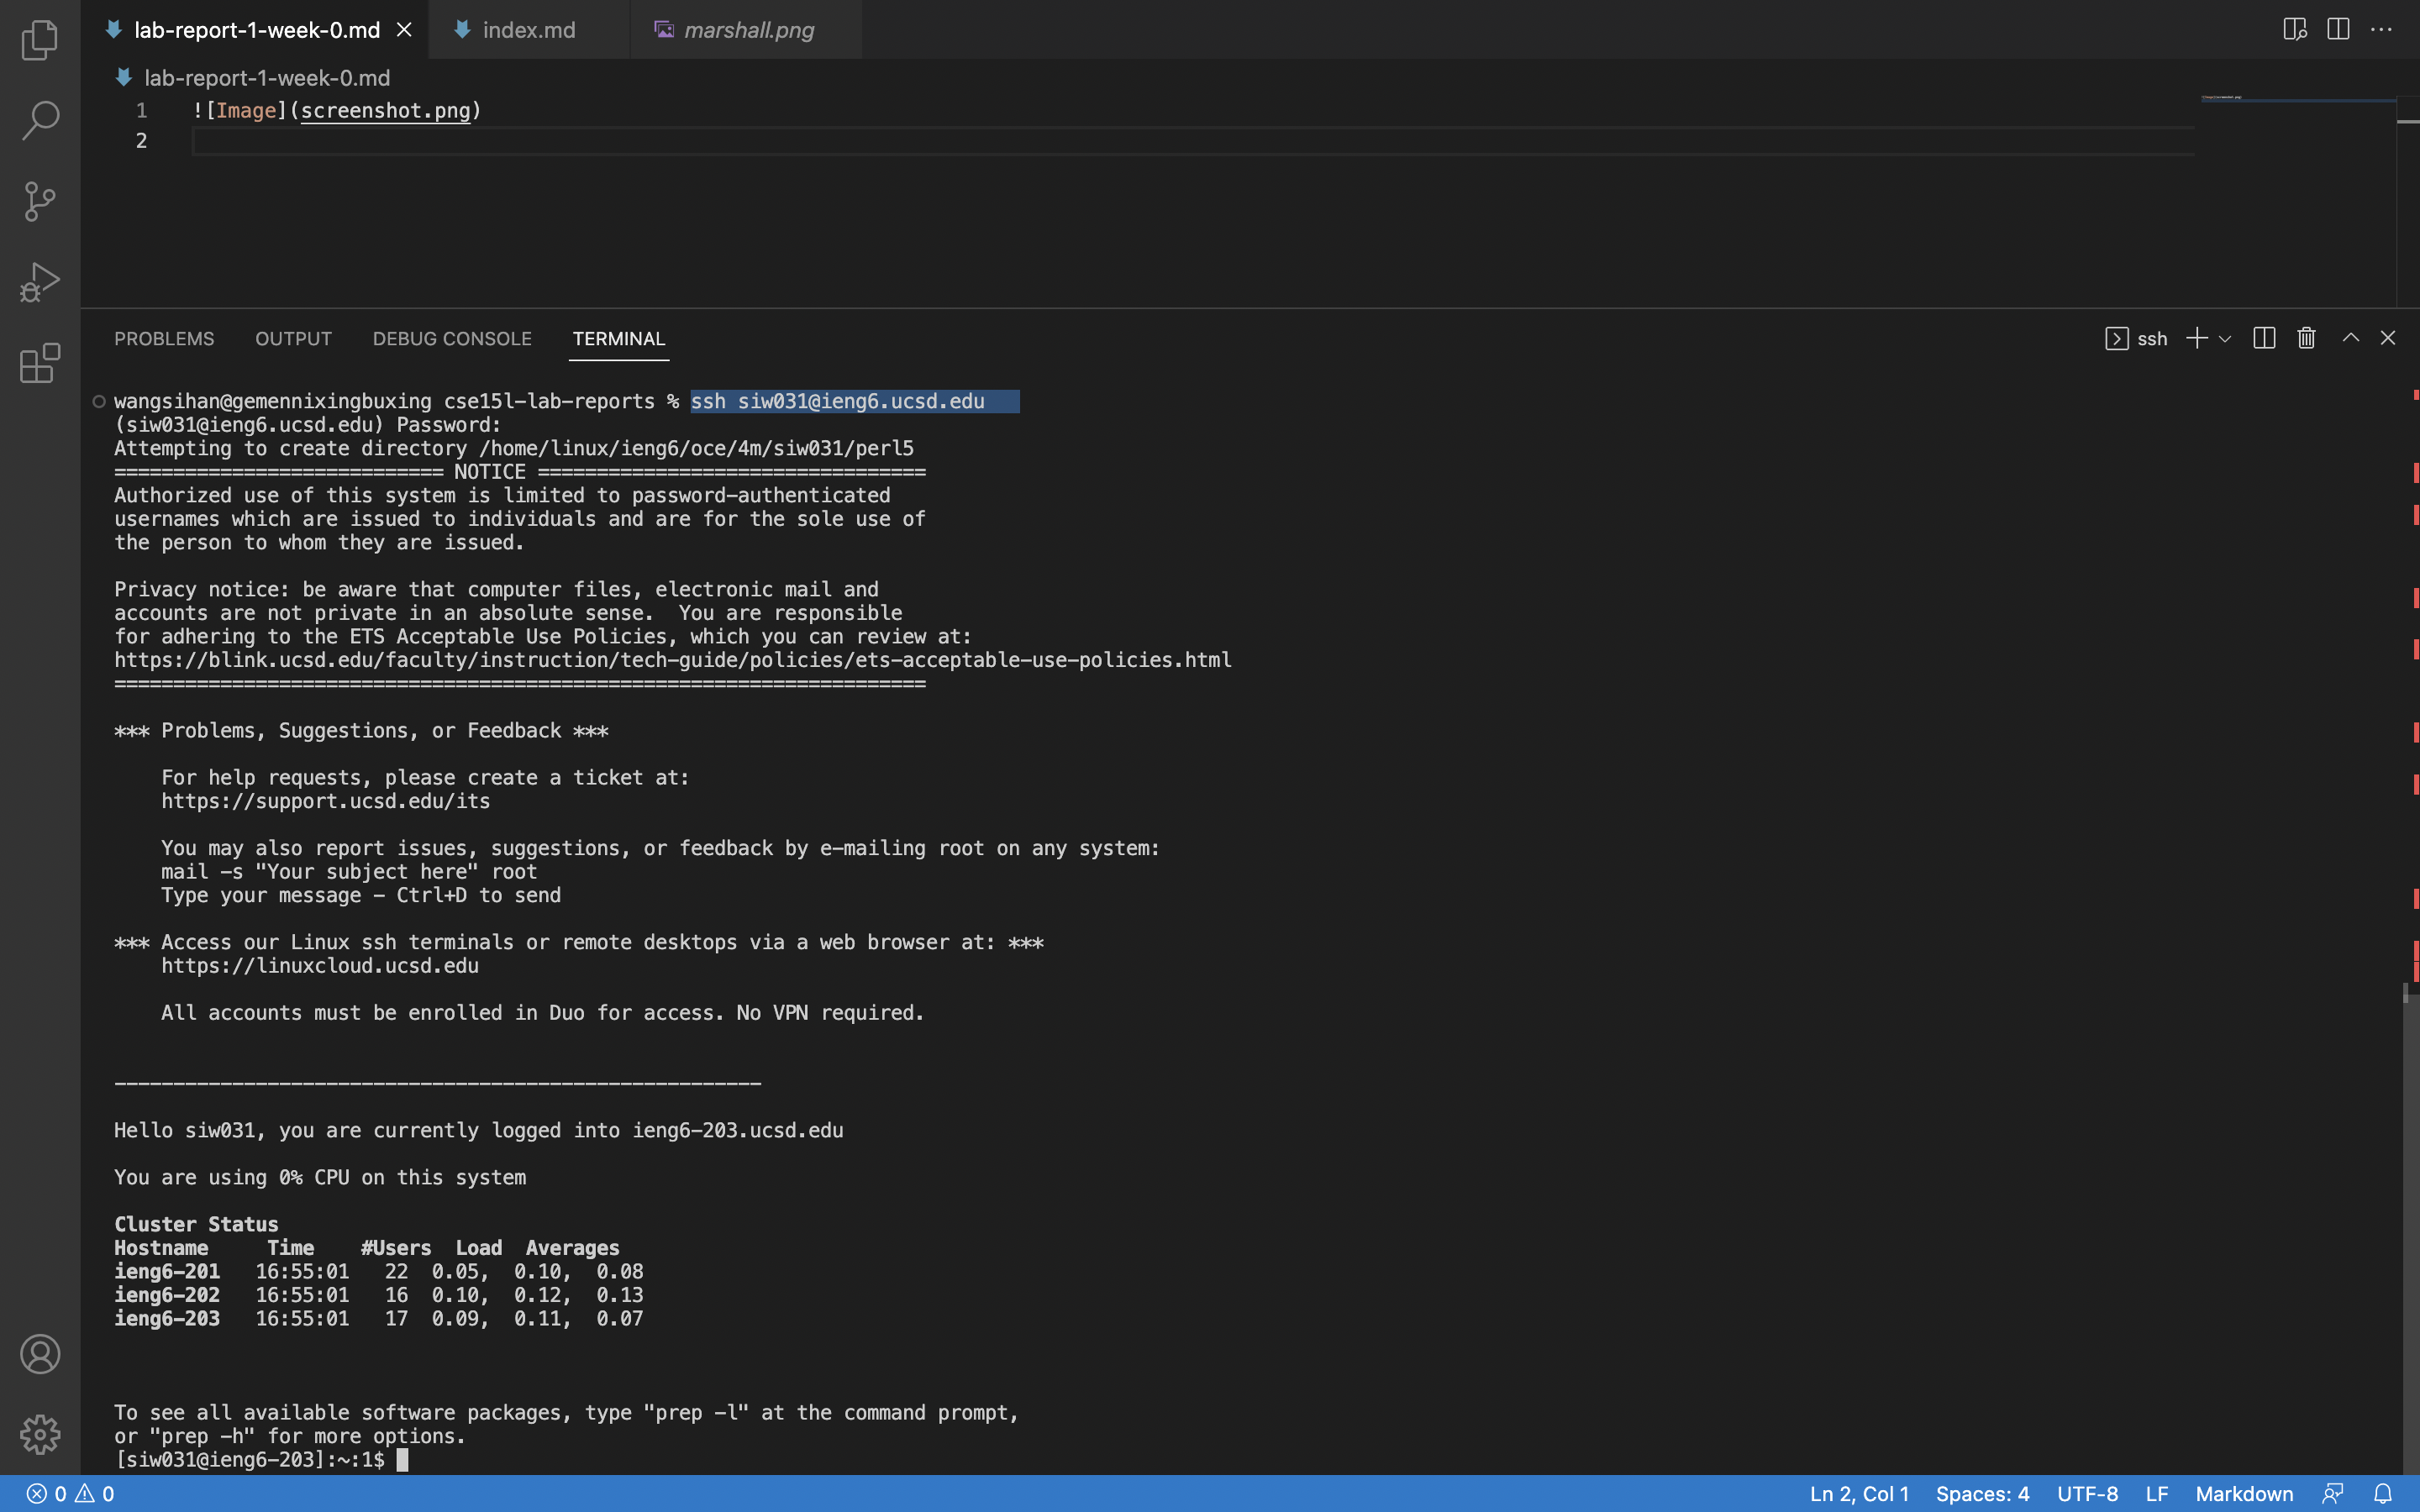 lab-report-1-week-0.md
index.md
marshall.png
lab-report-1-week-0.md
1 ![Image](screenshot.png)
2
PROBLEMS OUTPUT DEBUG CONSOLE TERMINAL
ssh
wangsihan@gemennixingbuxing cse15l-lab-reports % ssh siw031@ieng6.ucsd.edu
(siw031@ieng6.ucsd.edu) Password:
Attempting to create directory /home/linux/ieng6/oce/4m/siw031/perl5
============================ NOTICE =================================
Authorized use of this system is limited to password-authenticated
usernames which are issued to individuals and are for the sole use of
the person to whom they are issued.
Privacy notice: be aware that computer files, electronic mail and
accounts are not private in an absolute sense.  You are responsible
for adhering to the ETS Acceptable Use Policies, which you can review at:
https://blink.ucsd.edu/faculty/instruction/tech-guide/policies/ets-acceptable-use-policies.html
=====================================================================
*** Problems, Suggestions, or Feedback ***
For help requests, please create a ticket at:
https://support.ucsd.edu/its
You may also report issues, suggestions, or feedback by e-mailing root on any system:
mail -s "Your subject here" root
Type your message - Ctrl+D to send
*** Access our Linux ssh terminals or remote desktops via a web browser at: ***
https://linuxcloud.ucsd.edu
All accounts must be enrolled in Duo for access. No VPN required.
-------------------------------------------------------
Hello siw031, you are currently logged into ieng6-203.ucsd.edu
You are using 0% CPU on this system
Cluster Status
Hostname     Time    #Users  Load  Averages
ieng6-201   16:55:01   22  0.05,  0.10,  0.08
ieng6-202   16:55:01   16  0.10,  0.12,  0.13
ieng6-203   16:55:01   17  0.09,  0.11,  0.07
To see all available software packages, type "prep -l" at the command prompt,
or "prep -h" for more options.
[siw031@ieng6-203]:~:1$
0 0 Ln 2, Col 1 Spaces: 4 UTF-8 LF Markdown